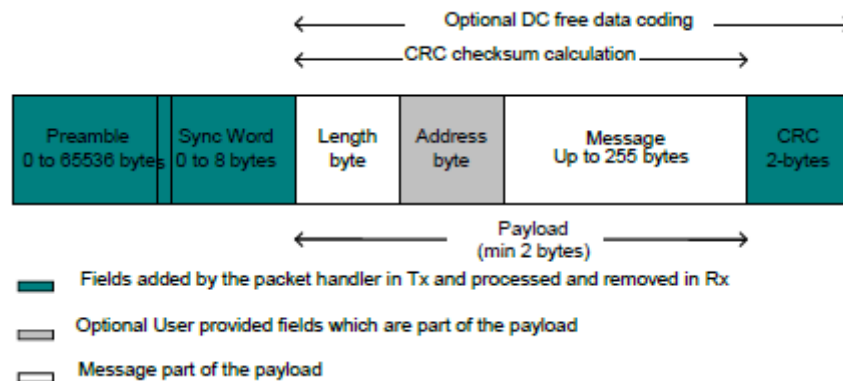 Optional DC free data coding
CRC checksum calculation
Preamble
0 to 65536 bytes
Sync Word
0 to 8 bytes
Length
byte
Address
byte
Message
Up to 255 bytes
CRC
2-bytes
Payload
(min 2 bytes)
Fields added by the packet handler in Tx and processed and removed in Rx
Optional User provided fields which are part of the payload
Message part of the payload